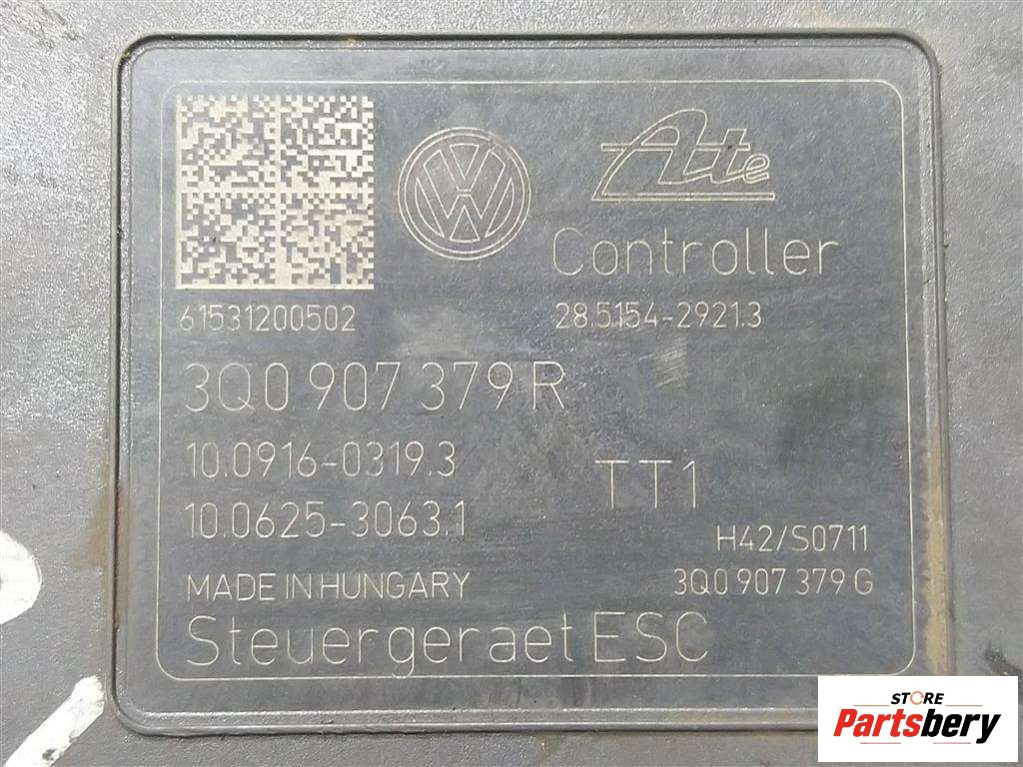 Ate
Controller
61531200502
28.5154-2921.3
3Q0 907 379 R
10.0916-0319.3
TT1
10.0625-3063.1
H42/S0711
MADE IN HUNGARY
3Q0 907 379 G
Steuergeraet ESC
STORE
Partsbery